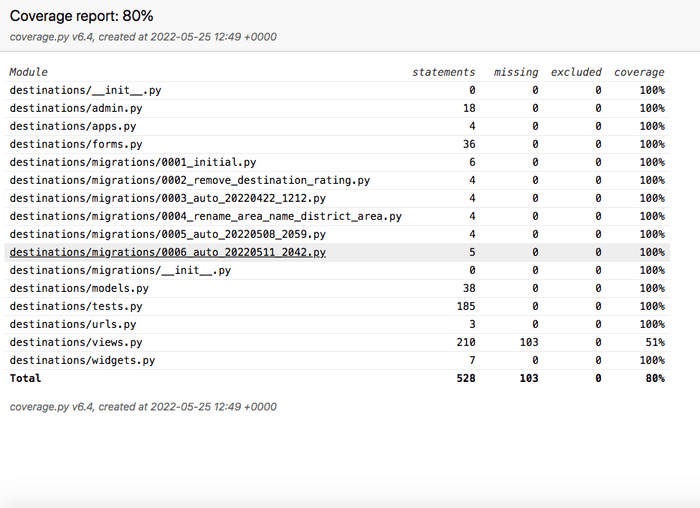 Coverage report: 80%
coverage.py v6.4, created at 2022-05-25 12:49 +0000
Module statements missing excluded coverage
destinations/__init__.py 0 0 0 100%
destinations/admin.py 18 0 0 100%
destinations/apps.py 4 0 0 100%
destinations/forms.py 36 0 0 100%
destinations/migrations/0001_initial.py 6 0 0 100%
destinations/migrations/0002_remove_destination_rating.py 4 0 0 100%
destinations/migrations/0003_auto_20220422_1212.py 4 0 0 100%
destinations/migrations/0004_rename_area_name_district_area.py 4 0 0 100%
destinations/migrations/0005_auto_20220508_2059.py 4 0 0 100%
destinations/migrations/0006_auto_20220511_2042.py 5 0 0 100%
destinations/migrations/__init__.py 0 0 0 100%
destinations/models.py 38 0 0 100%
destinations/tests.py 185 0 0 100%
destinations/urls.py 3 0 0 100%
destinations/views.py 210 103 0 51%
destinations/widgets.py 7 0 0 100%
Total 528 103 0 80%
coverage.py v6.4, created at 2022-05-25 12:49 +0000